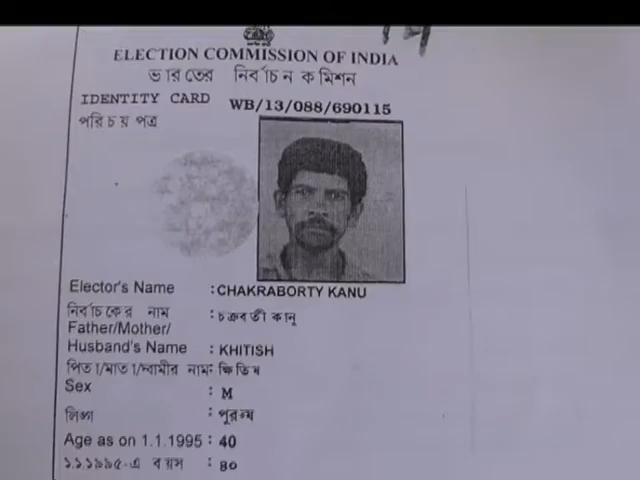 ELECTION COMMISSION OF INDIA
ভারতের নির্বাচন কমিশন
IDENTITY CARD WB/13/088/690115
পরিচয় পত্র
Elector's Name : CHAKRABORTY KANU
নির্বাচকের নাম : চক্রবর্তী কানু
Father/Mother/
Husband's Name : KHITISH
পিতা/মাতা/স্বামীর নাম: ক্ষিতিষ
Sex : M
লিঙ্গ : পুরুষ
Age as on 1.1.1995 : 40
১.১.১৯৯৫-এ বয়স : ৪০